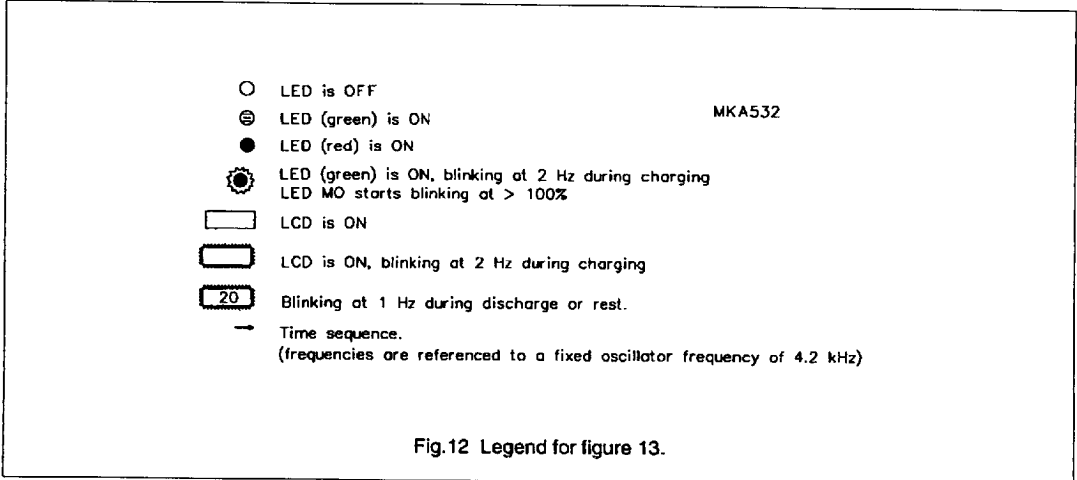 LED is OFF
LED (green) is ON
MKA532
LED (red) is ON
LED (green) is ON, blinking at 2 Hz during charging
LED MO starts blinking at > 100%
LCD is ON
LCD is ON, blinking at 2 Hz during charging
20 Blinking at 1 Hz during discharge or rest.
Time sequence.
(frequencies are referenced to a fixed oscillator frequency of 4.2 kHz)
Fig.12 Legend for figure 13.